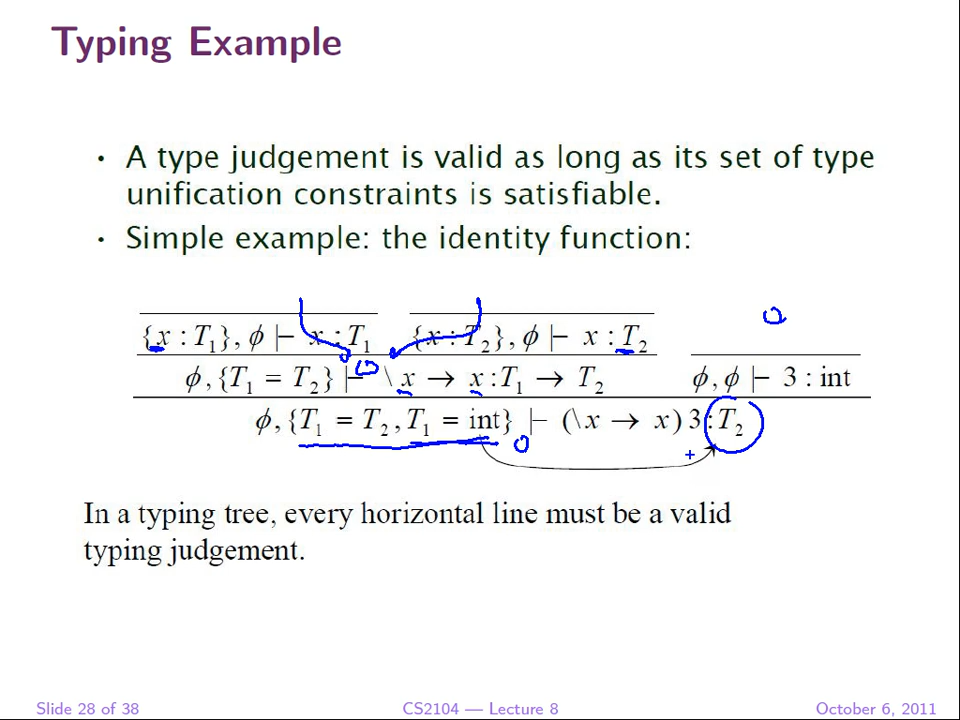 Typing Example
• A type judgement is valid as long as its set of type
unification constraints is satisfiable.
• Simple example: the identity function:
{x : T₁}, ϕ |− x : T₁ {x : T₂}, ϕ |− x : T₂
ϕ, {T₁ = T₂} |− \ x → x : T₁ → T₂ ϕ, ϕ |− 3 : int
ϕ, {T₁ = T₂, T₁ = int} |− (\ x → x) 3 : T₂
In a typing tree, every horizontal line must be a valid
typing judgement.
Slide 28 of 38 CS2104 — Lecture 8 October 6, 2011